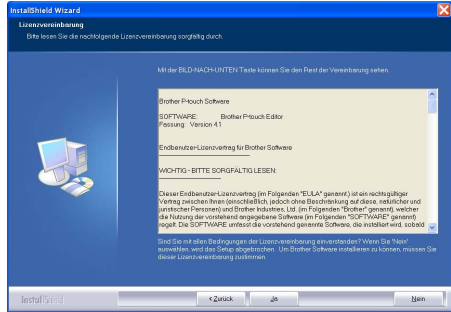 InstallShield Wizard
Lizenzvereinbarung
Bitte lesen Sie die nachfolgende Lizenzvereinbarung sorgfältig durch.
Mit der BILD-NACH-UNTEN Taste können Sie den Rest der Vereinbarung sehen.
Brother P-touch Software
SOFTWARE: Brother P-touch Editor
Fassung: Version 4.1
Endbenutzer-Lizenzvertrag für Brother Software
WICHTIG - BITTE SORGFÄLTIG LESEN:
Dieser Endbenutzer-Lizenzvertrag (im Folgenden "EULA" genannt) ist ein rechtsgültiger
Vertrag zwischen Ihnen (einschließlich, jedoch ohne Beschränkung auf diese, natürlicher und
juristischer Personen) und Brother Industries, Ltd. (im Folgenden "Brother" genannt), welcher
die Nutzung der vorstehend angegebene Software (im Folgenden "SOFTWARE" genannt)
regelt. Die SOFTWARE umfasst die vorstehend genannte Software, die installiert wird, sobald
Sind Sie mit allen Bedingungen der Lizenzvereinbarung einverstanden? Wenn Sie 'Nein'
auswählen, wird das Setup abgebrochen. Um Brother Software installieren zu können, müssen Sie
dieser Lizenzvereinbarung zustimmen.
InstallShield
< Zurück
Ja
Nein